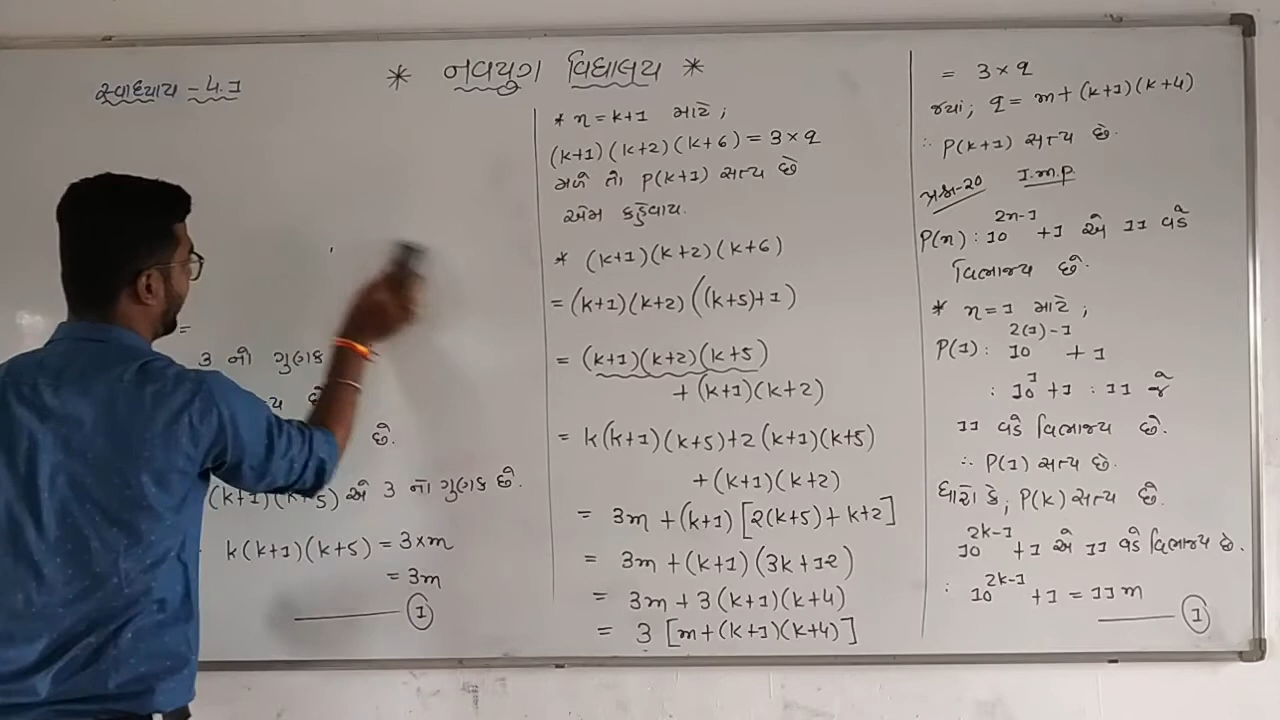 * નવયુગ વિદ્યાલય *
સ્વાધ્યાય - 4.1
=
3 નો ગુણક
છે.
(k+1)(k+5) એ 3 નો ગુણક છે.
k(k+1)(k+5) = 3×m
= 3m
①
* n = k+1 માટે ;
(k+1)(k+2)(k+6) = 3×q
મળે તો P(k+1) સત્ય છે
એમ કહેવાય.
* (k+1)(k+2)(k+6)
= (k+1)(k+2)((k+5)+1)
= (k+1)(k+2)(k+5)
+ (k+1)(k+2)
= k(k+1)(k+5)+2(k+1)(k+5)
+(k+1)(k+2)
= 3m + (k+1)[2(k+5)+k+2]
= 3m + (k+1)(3k+12)
= 3m + 3(k+1)(k+4)
= 3[m+(k+1)(k+4)]
= 3×q
જ્યાં; q = m+(k+1)(k+4)
∴ P(k+1) સત્ય છે.
પ્રશ્ન-20 I.m.p.
P(n) : 10^{2n-1} + 1 એ 11 વડે
વિભાજ્ય છે.
* n = 1 માટે ;
P(1) : 10^{2(1)-1} + 1
: 10^1 + 1 : 11 જે
11 વડે વિભાજ્ય છે.
∴ P(1) સત્ય છે.
ધારો કે, P(k) સત્ય છે.
10^{2k-1} + 1 એ 11 વડે વિભાજ્ય છે.
∴ 10^{2k-1} + 1 = 11m
①